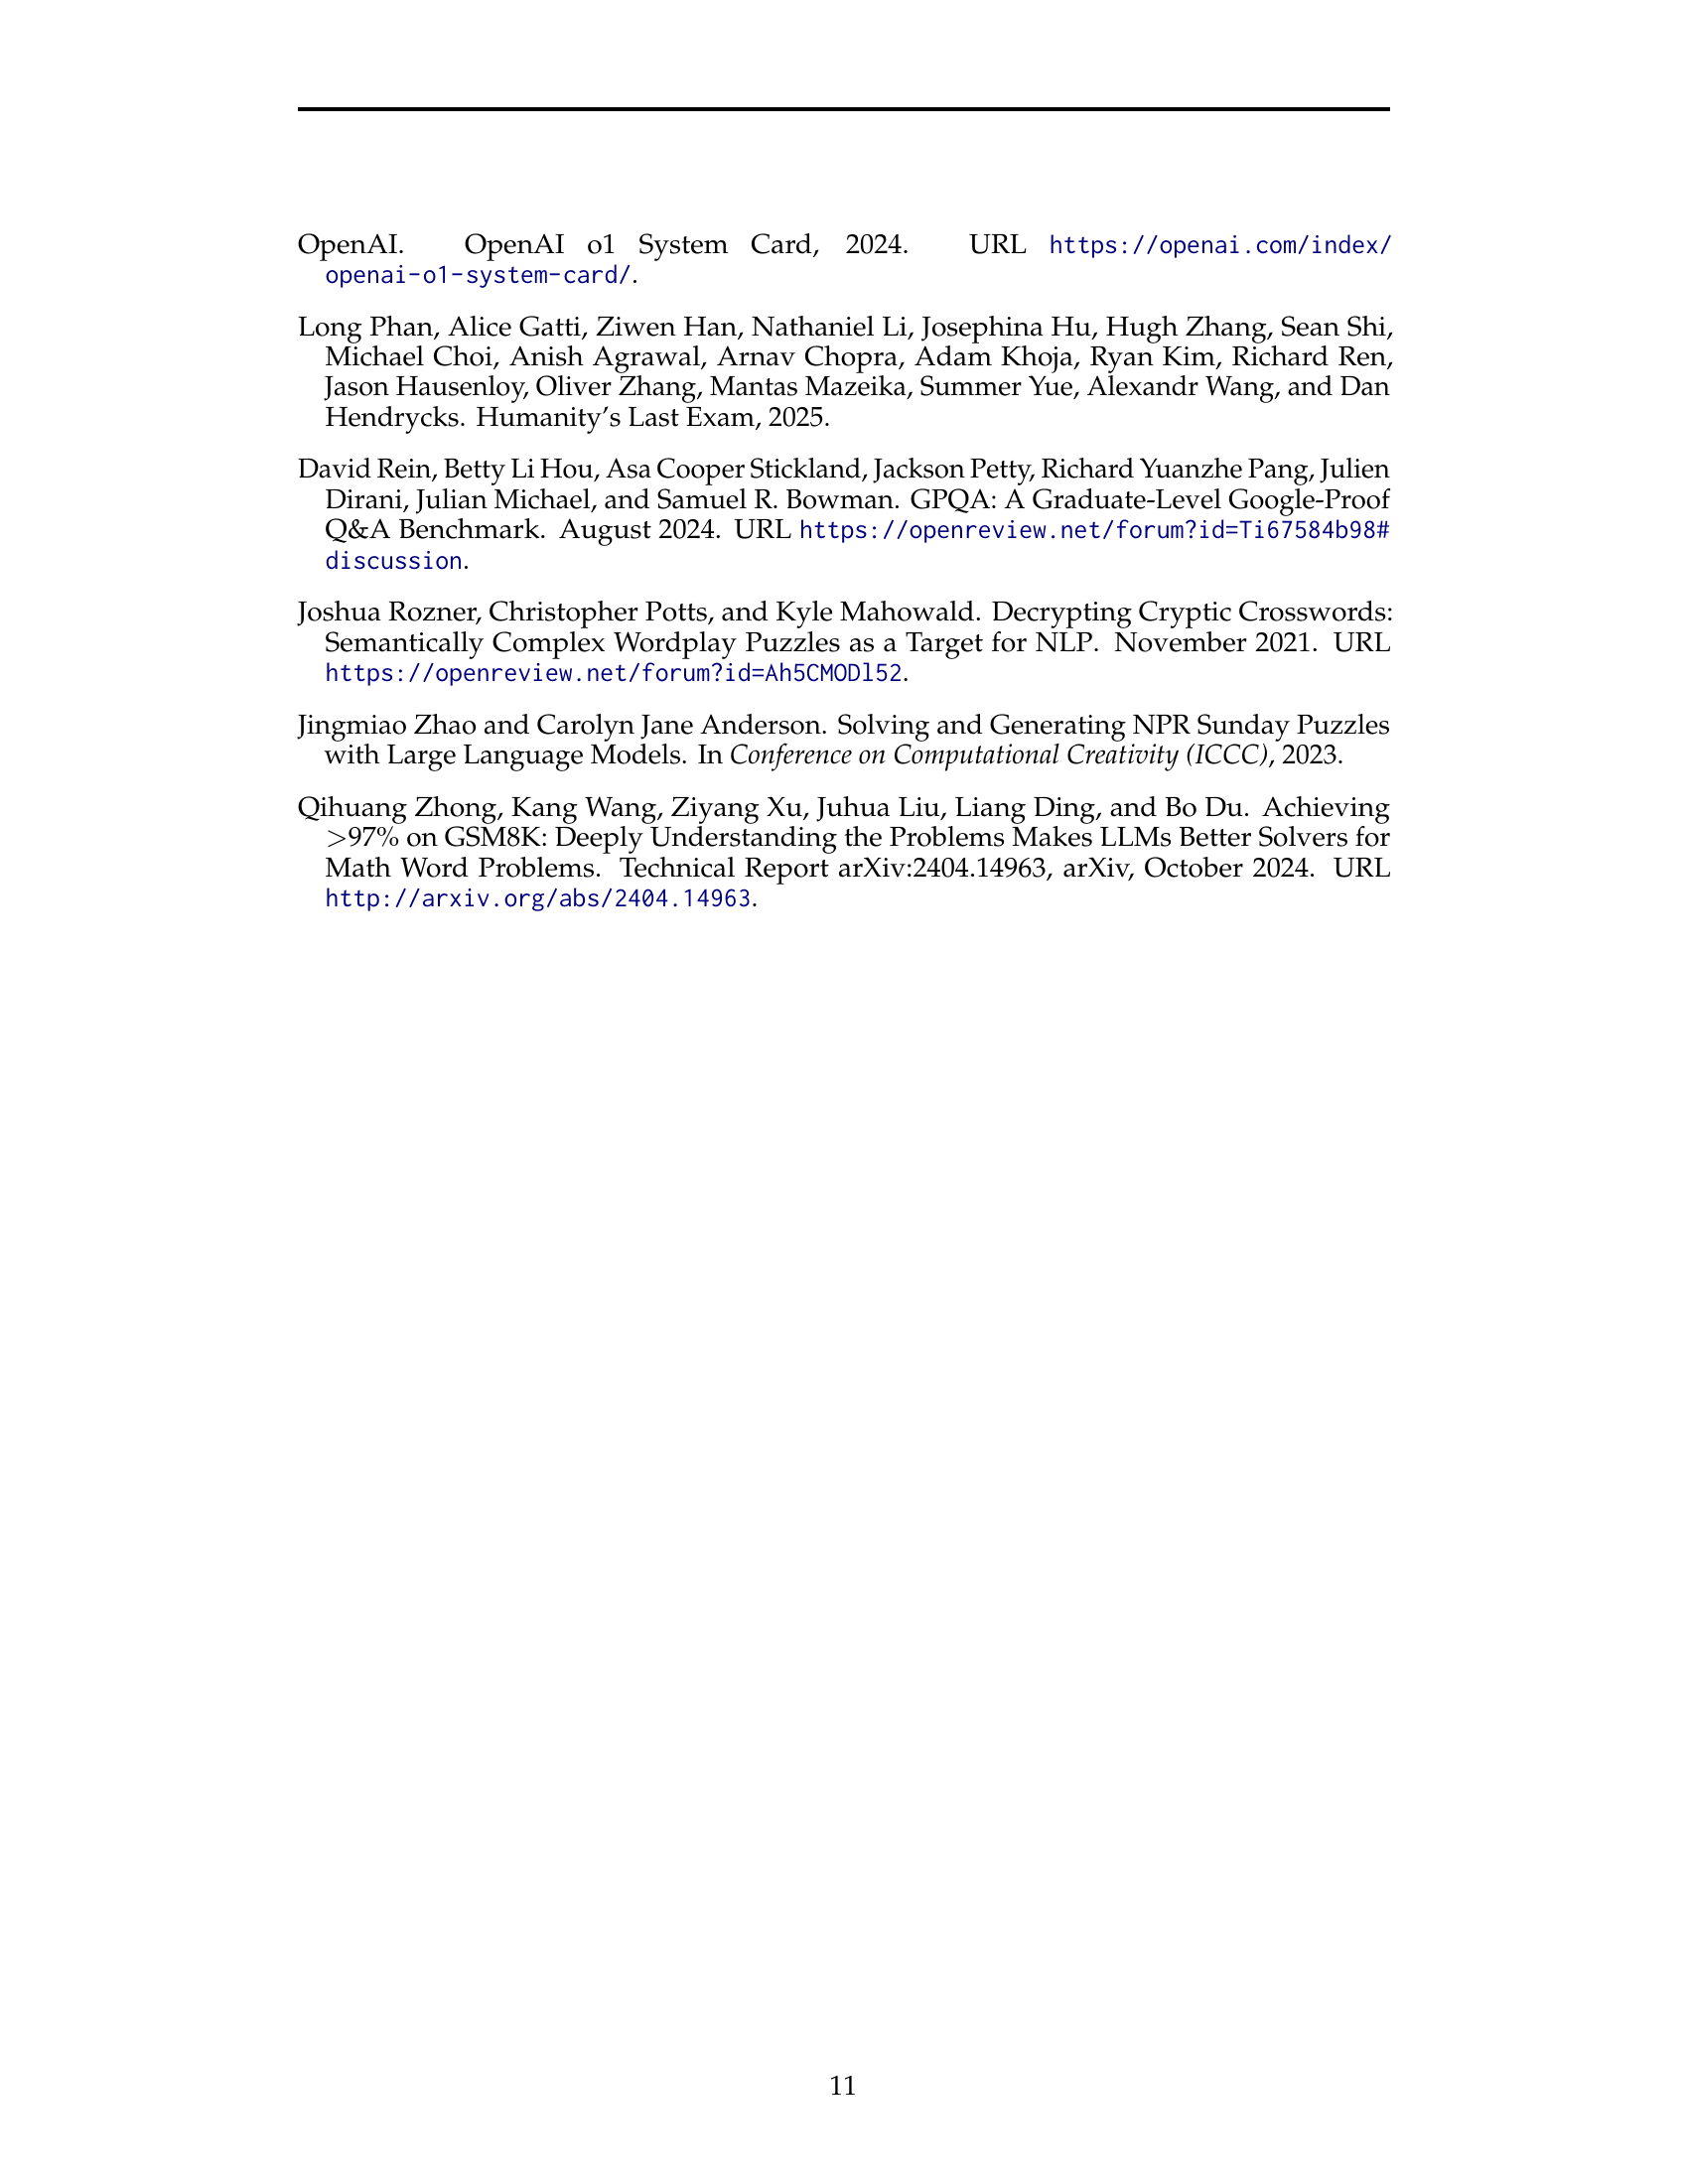 OpenAI. OpenAI o1 System Card, 2024. URL https://openai.com/index/
openai-o1-system-card/.
Long Phan, Alice Gatti, Ziwen Han, Nathaniel Li, Josephina Hu, Hugh Zhang, Sean Shi,
Michael Choi, Anish Agrawal, Arnav Chopra, Adam Khoja, Ryan Kim, Richard Ren,
Jason Hausenloy, Oliver Zhang, Mantas Mazeika, Summer Yue, Alexandr Wang, and Dan
Hendrycks. Humanity's Last Exam, 2025.
David Rein, Betty Li Hou, Asa Cooper Stickland, Jackson Petty, Richard Yuanzhe Pang, Julien
Dirani, Julian Michael, and Samuel R. Bowman. GPQA: A Graduate-Level Google-Proof
Q&A Benchmark. August 2024. URL https://openreview.net/forum?id=Ti67584b98#
discussion.
Joshua Rozner, Christopher Potts, and Kyle Mahowald. Decrypting Cryptic Crosswords:
Semantically Complex Wordplay Puzzles as a Target for NLP. November 2021. URL
https://openreview.net/forum?id=Ah5CMODl52.
Jingmiao Zhao and Carolyn Jane Anderson. Solving and Generating NPR Sunday Puzzles
with Large Language Models. In Conference on Computational Creativity (ICCC), 2023.
Qihuang Zhong, Kang Wang, Ziyang Xu, Juhua Liu, Liang Ding, and Bo Du. Achieving
>97% on GSM8K: Deeply Understanding the Problems Makes LLMs Better Solvers for
Math Word Problems. Technical Report arXiv:2404.14963, arXiv, October 2024. URL
http://arxiv.org/abs/2404.14963.
11